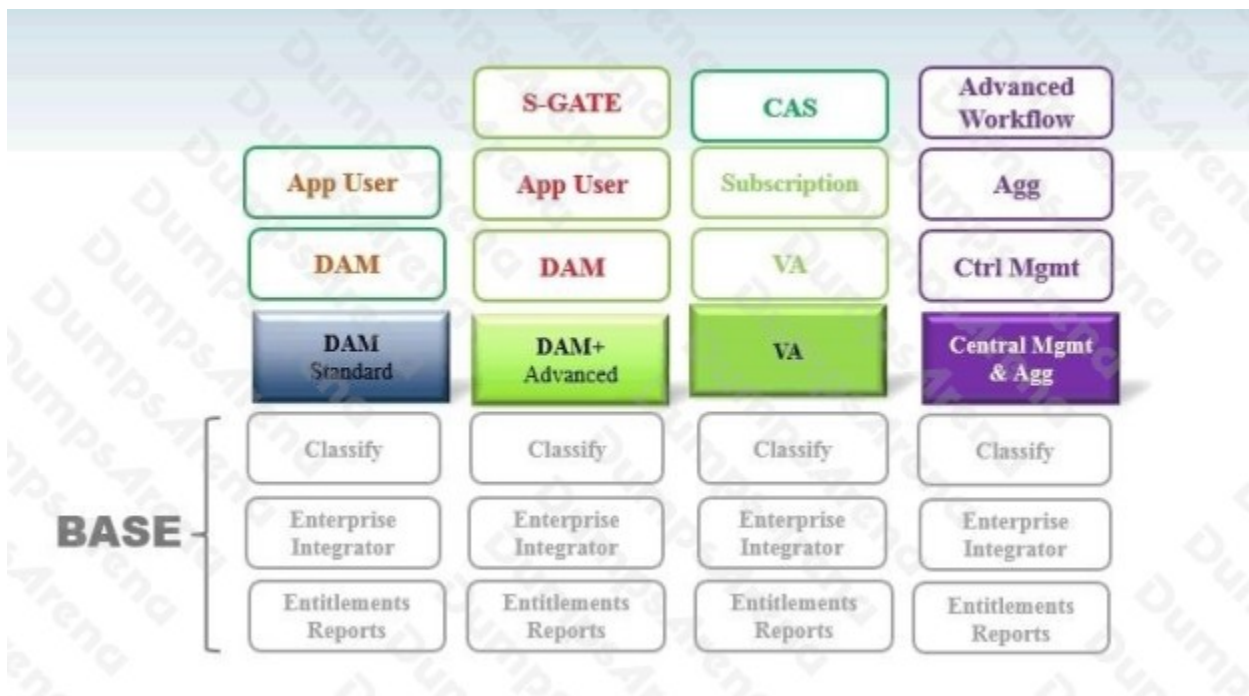 S-GATE
CAS
Advanced
Workflow
App User
App User
Subscription
Agg
DAM
DAM
VA
Ctrl Mgmt
DAM
Standard
DAM+
Advanced
VA
Central Mgmt
& Agg
Classify
Classify
Classify
Classify
BASE
Enterprise
Integrator
Enterprise
Integrator
Enterprise
Integrator
Enterprise
Integrator
Entitlements
Reports
Entitlements
Reports
Entitlements
Reports
Entitlements
Reports
DumpsArena